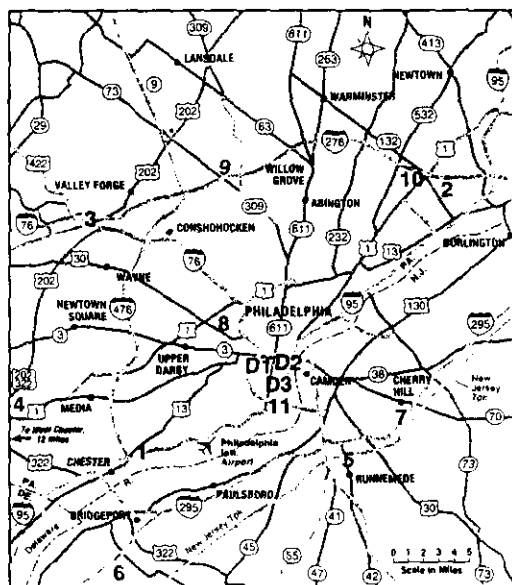 309
611
N
LANSDALE
263
413
NEWTOWN
95
9
73
202
WARMINSTER
532
29
63
276
132
1
422
202
9
WILLOW
GROVE
10
2
VALLEY FORGE
309
ABINGTON
76
3
CONSHOHOCKEN
611
232
1
13
BURLINGTON
202
30
76
PA.
N.J.
WAYNE
1
130
NEWTOWN
SQUARE
476
PHILADELPHIA
95
295
3
1
8
611
UPPER
DARBY
3
D1
D2
38
CHERRY
HILL
New
Jersey
Tpk.
D3
CAMDEN
202
4
1
MEDIA
13
11
7
70
To West Chester,
12 miles
Philadelphia
Intl
Airport
322
CHESTER
1
5
RUNNEMEDE
73
PA
Del.
R.
PAULSBORO
95
Delaware
BRIDGEPORT
295
New Jersey Tpk
41
30
6
322
45
55
47
42
73
0 1 2 3 4 5
Scale in Miles